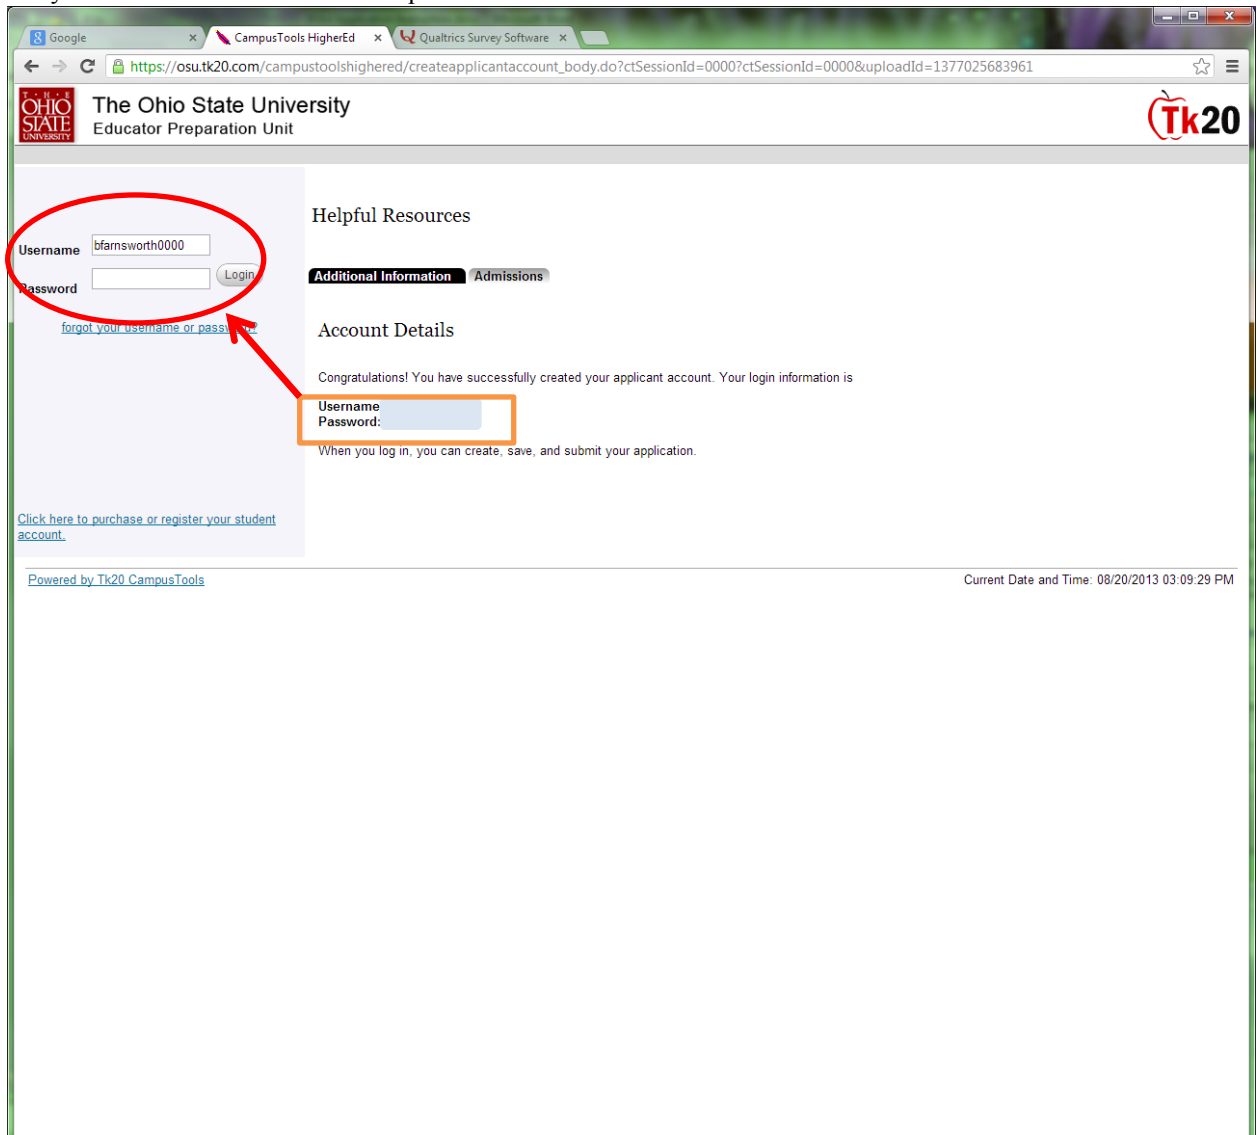 Google
CampusTools HigherEd
Qualtrics Survey Software
https://osu.tk20.com/campustoolshighered/createapplicantaccount_body.do?ctSessionId=0000?ctSessionId=0000&uploadId=1377025683961
T·H·E
OHIO
STATE
UNIVERSITY
The Ohio State University
Educator Preparation Unit
Tk20
Username bfarnsworth0000
Password Login
forgot your username or password?
Click here to purchase or register your student
account.
Helpful Resources
Additional Information Admissions
Account Details
Congratulations! You have successfully created your applicant account. Your login information is
Username
Password:
When you log in, you can create, save, and submit your application.
Powered by Tk20 CampusTools
Current Date and Time: 08/20/2013 03:09:29 PM